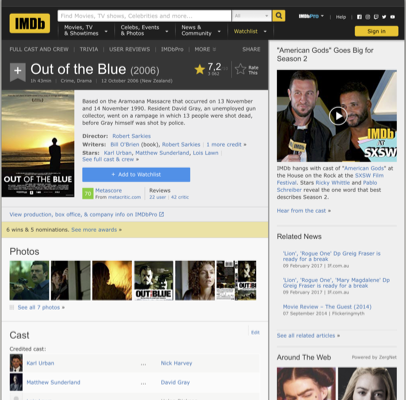 IMDb
Find Movies, TV shows, Celebrities and more...
All
IMDbPro
Help
Movies, TV
& Showtimes
Celebs, Events
& Photos
News &
Community
Watchlist
Sign in
FULL CAST AND CREW | TRIVIA | USER REVIEWS | IMDbPro | MORE
SHARE
Out of the Blue (2006)
1h 43min | Crime, Drama | 12 October 2006 (New Zealand)
7,2
Rate
This
OUT OF THE BLUE
Based on the Aramoana Massacre that occurred on 13 November
and 14 November 1990. Resident David Gray, an unemployed gun
collector, went on a rampage in which 13 people were shot dead,
before Gray himself was shot by police.
Director: Robert Sarkies
Writers: Bill O'Brien (book), Robert Sarkies | 1 more credit »
Stars: Karl Urban, Matthew Sunderland, Lois Lawn |
See full cast & crew »
+ Add to Watchlist
70
Metascore
From metacritic.com
Reviews
22 user | 42 critic
View production, box office, & company info on IMDbPro
6 wins & 5 nominations. See more awards »
Photos
See all 7 photos »
Cast
Edit
Credited cast:
Karl Urban ... Nick Harvey
Matthew Sunderland ... David Gray
"American Gods" Goes Big for
Season 2
IMDb
at
SXSW
IMDb hangs with cast of "American Gods" at
the House on the Rock at the SXSW Film
Festival. Stars Ricky Whittle and Pablo
Schreiber reveal the one word that best
describes Season 2.
Hear from the cast »
Related News
'Lion', 'Rogue One' Dp Greig Fraser is
ready for a break
09 February 2017 | IF.com.au
'Lion', 'Rogue One', 'Mary Magdalene' Dp
Greig Fraser is ready for a break
09 February 2017 | IF.com.au
Movie Review – The Guest (2014)
07 September 2014 | Flickeringmyth
See all related articles »
Around The Web
Powered by ZergNet